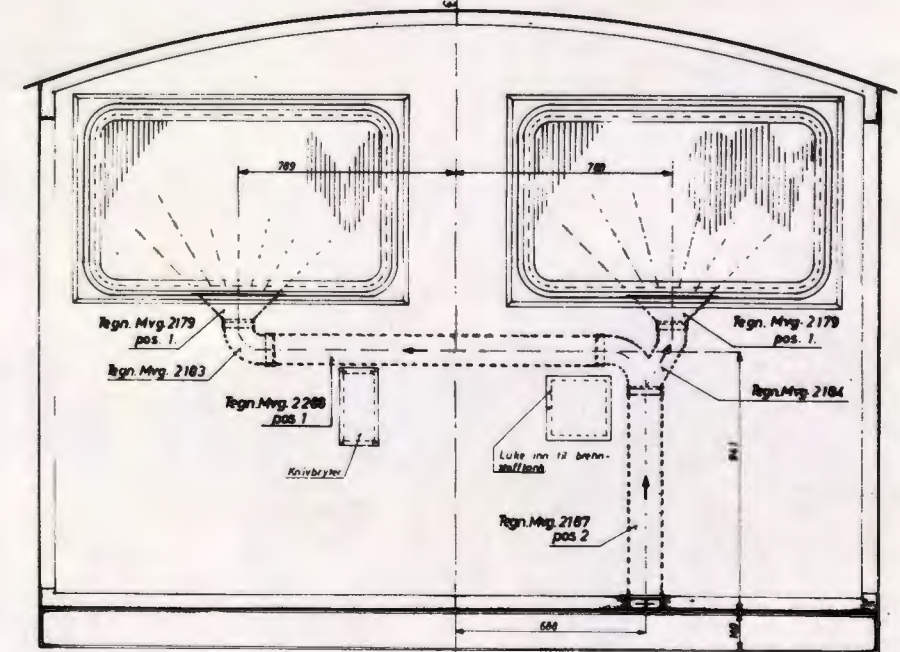 789
789
Tegn. Mvg. 2179
pos. 1.
Tegn. Mvg. 2179
pos. 1.
Tegn. Mvg. 2183
Tegn. Mvg. 2288
pos 1
Tegn. Mvg. 2184
Knivbryter
Luke inn til brenn-
stofftank
Tegn. Mvg. 2187
pos 2
688